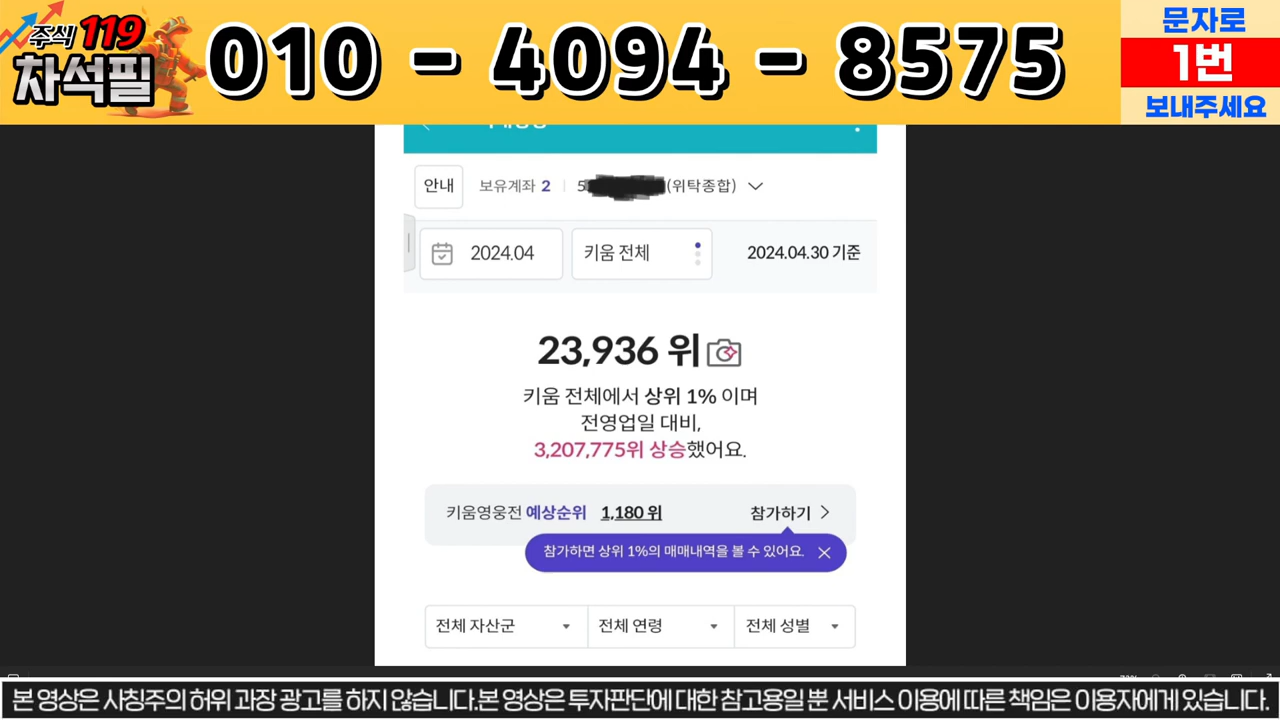 주식 119
차석필
010 - 4094 - 8575
문자로
1번
보내주세요
안내 보유계좌 2 5 (위탁종합)
2024.04 키움 전체 2024.04.30 기준
23,936 위
키움 전체에서 상위 1% 이며
전영업일 대비,
3,207,775위 상승했어요.
키움영웅전 예상순위 1,180 위 참가하기
참가하면 상위 1%의 매매내역을 볼 수 있어요.
전체 자산군 전체 연령 전체 성별
본 영상은 사칭주의 허위 과장 광고를 하지 않습니다.본 영상은 투자판단에 대한 참고용일 뿐 서비스 이용에 따른 책임은 이용자에게 있습니다.